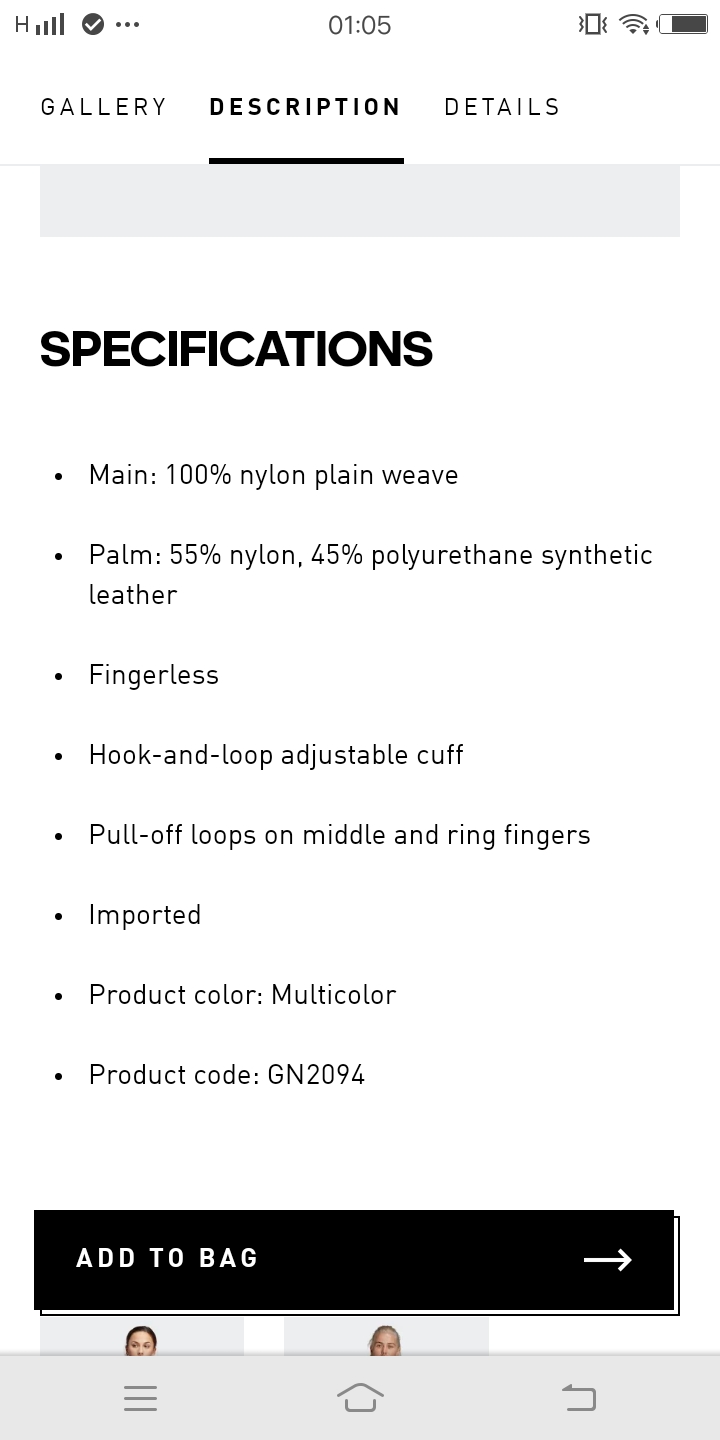 H 01:05
GALLERY DESCRIPTION DETAILS
SPECIFICATIONS
• Main: 100% nylon plain weave
• Palm: 55% nylon, 45% polyurethane synthetic
leather
• Fingerless
• Hook-and-loop adjustable cuff
• Pull-off loops on middle and ring fingers
• Imported
• Product color: Multicolor
• Product code: GN2094
ADD TO BAG